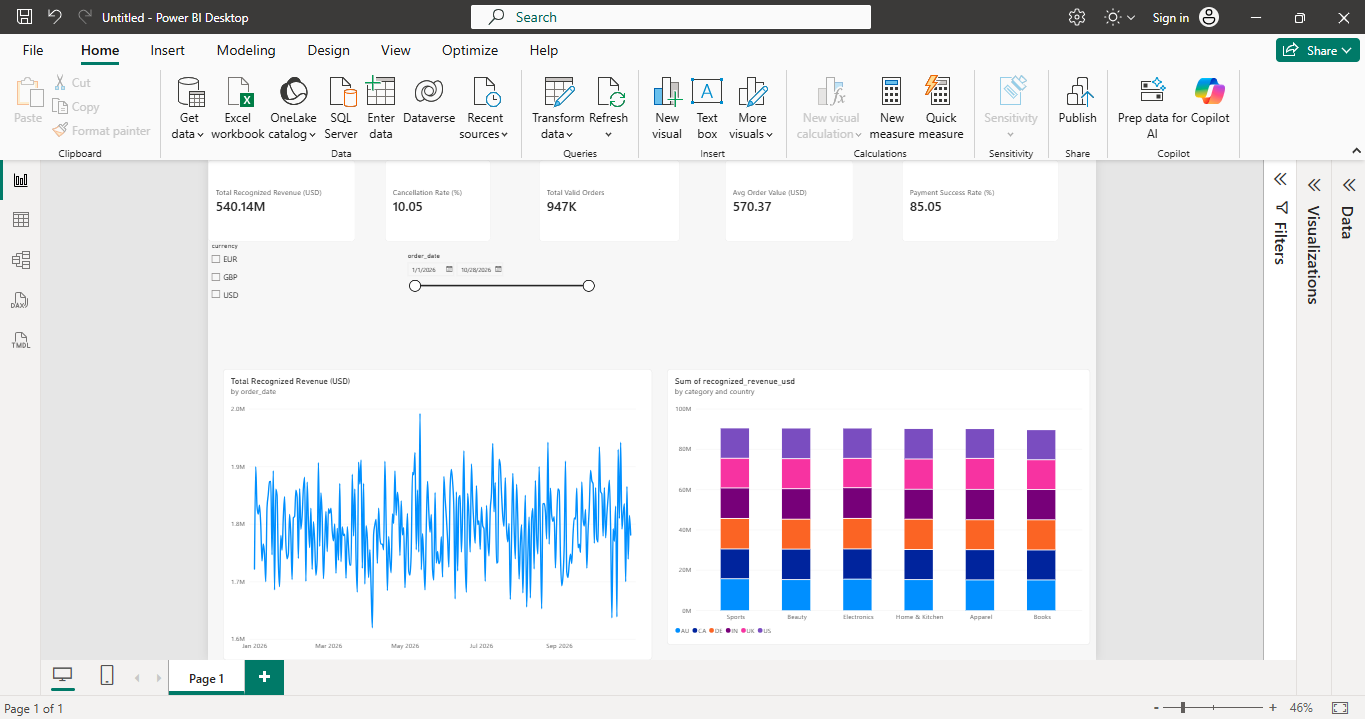 Untitled - Power BI Desktop
Search
Sign in
File Home Insert Modeling Design View Optimize Help
Share
Paste
Cut
Copy
Format painter
Clipboard
Get data
Excel workbook
OneLake catalog
SQL Server
Enter data
Dataverse
Recent sources
Data
Transform data
Refresh
Queries
New visual
Text box
More visuals
Insert
New visual calculation
New measure
Quick measure
Calculations
Sensitivity
Sensitivity
Publish
Share
Prep data for AI
Copilot
Copilot
DAX
TMDL
Total Recognized Revenue (USD)
540.14M
Cancellation Rate (%)
10.05
Total Valid Orders
947K
Avg Order Value (USD)
570.37
Payment Success Rate (%)
85.05
currency
EUR
GBP
USD
order_date
1/1/2026 10/28/2026
Total Recognized Revenue (USD)
by order_date
2.0M
1.9M
1.8M
1.7M
1.6M
Jan 2026 Mar 2026 May 2026 Jul 2026 Sep 2026
Sum of recognized_revenue_usd
by category and country
100M
80M
60M
40M
20M
0M
Sports Beauty Electronics Home & Kitchen Apparel Books
AU CA DE IN UK US
Filters
Visualizations
Data
Page 1
Page 1 of 1
- + 46%